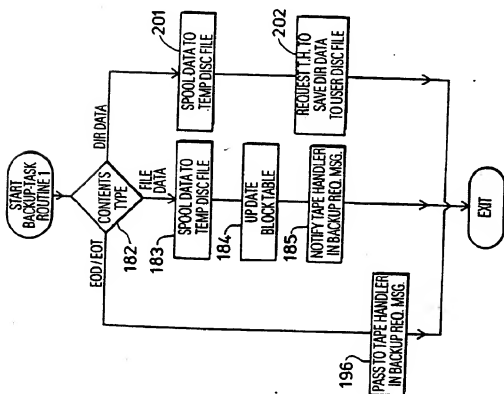 START
BACKUP-TASK
ROUTINE 1
CONTENTS
TYPE
182
EOD/EOT
FILE
DATA
DIR DATA
183
SPOOL DATA TO
TEMP DISC FILE
184
UPDATE
BLOCK TABLE
185
NOTIFY TAPE HANDLER
IN BACKUP REQ. MSG.
201
SPOOL DATA TO
TEMP DISC FILE
202
REQUEST T.H. TO
SAVE DIR DATA
TO USER DISC FILE
196
PASS TO TAPE HANDLER
IN BACKUP REQ. MSG.
EXIT